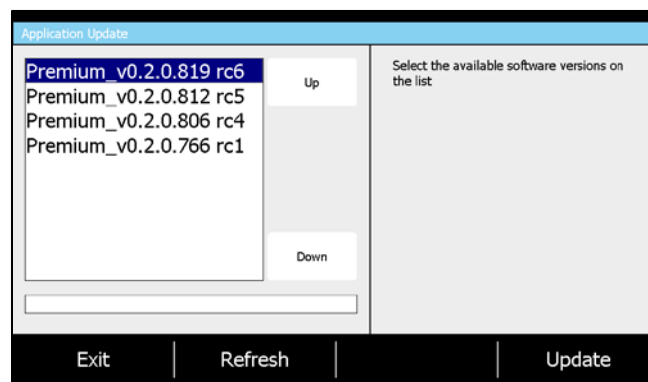 Application Update
Premium_v0.2.0.819 rc6
Premium_v0.2.0.812 rc5
Premium_v0.2.0.806 rc4
Premium_v0.2.0.766 rc1
Up
Down
Select the available software versions on
the list
Exit
Refresh
Update